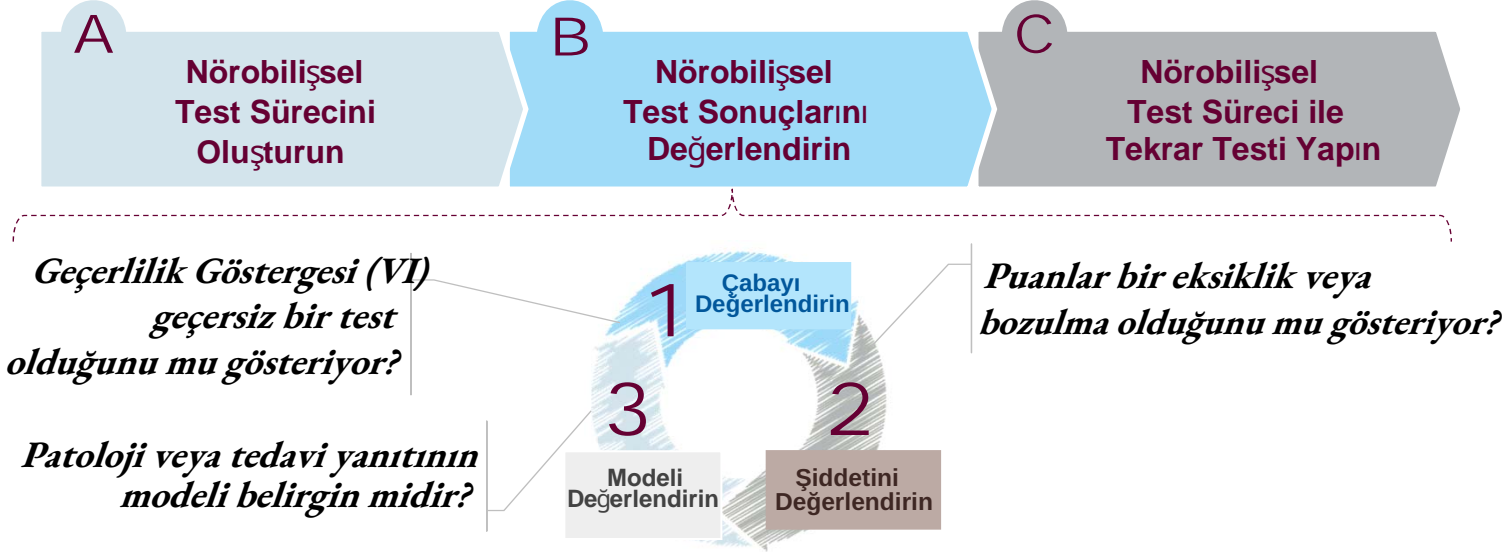 A
Nörobilişsel
Test Sürecini
Oluşturun
B
Nörobilişsel
Test Sonuçlarını
Değerlendirin
C
Nörobilişsel
Test Süreci ile
Tekrar Testi Yapın
Geçerlilik Göstergesi (VI)
geçersiz bir test
olduğunu mu gösteriyor?
1
Çabayı
Değerlendirin
Puanlar bir eksiklik veya
bozulma olduğunu mu gösteriyor?
2
Şiddetini
Değerlendirin
3
Modeli
Değerlendirin
Patoloji veya tedavi yanıtının
modeli belirgin midir?